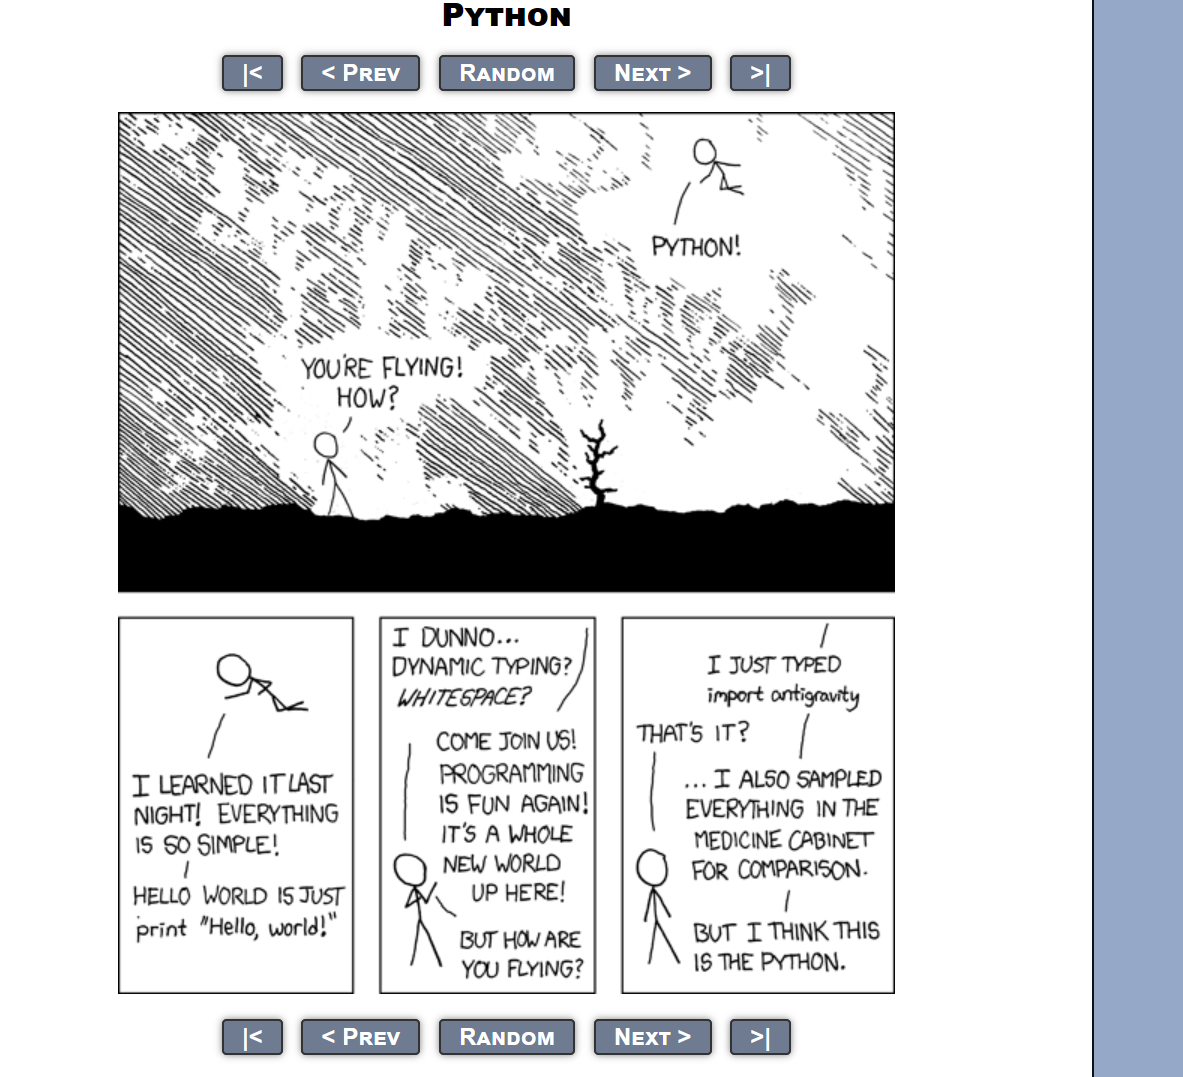 Python
|<
< Prev
Random
Next >
>|
PYTHON!
YOU'RE FLYING!
HOW?
I LEARNED IT LAST
NIGHT! EVERYTHING
IS SO SIMPLE!
HELLO WORLD IS JUST
print "Hello, world!"
I DUNNO...
DYNAMIC TYPING?
WHITESPACE?
COME JOIN US!
PROGRAMMING
IS FUN AGAIN!
IT'S A WHOLE
NEW WORLD
UP HERE!
BUT HOW ARE
YOU FLYING?
I JUST TYPED
import antigravity
THAT'S IT?
... I ALSO SAMPLED
EVERYTHING IN THE
MEDICINE CABINET
FOR COMPARISON.
BUT I THINK THIS
IS THE PYTHON.
|<
< Prev
Random
Next >
>|